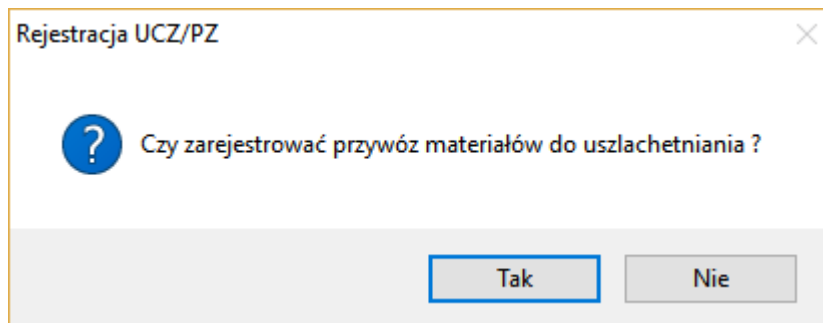 Rejestracja UCZ/PZ
Czy zarejestrować przywóz materiałów do uszlachetniania ?
Tak
Nie